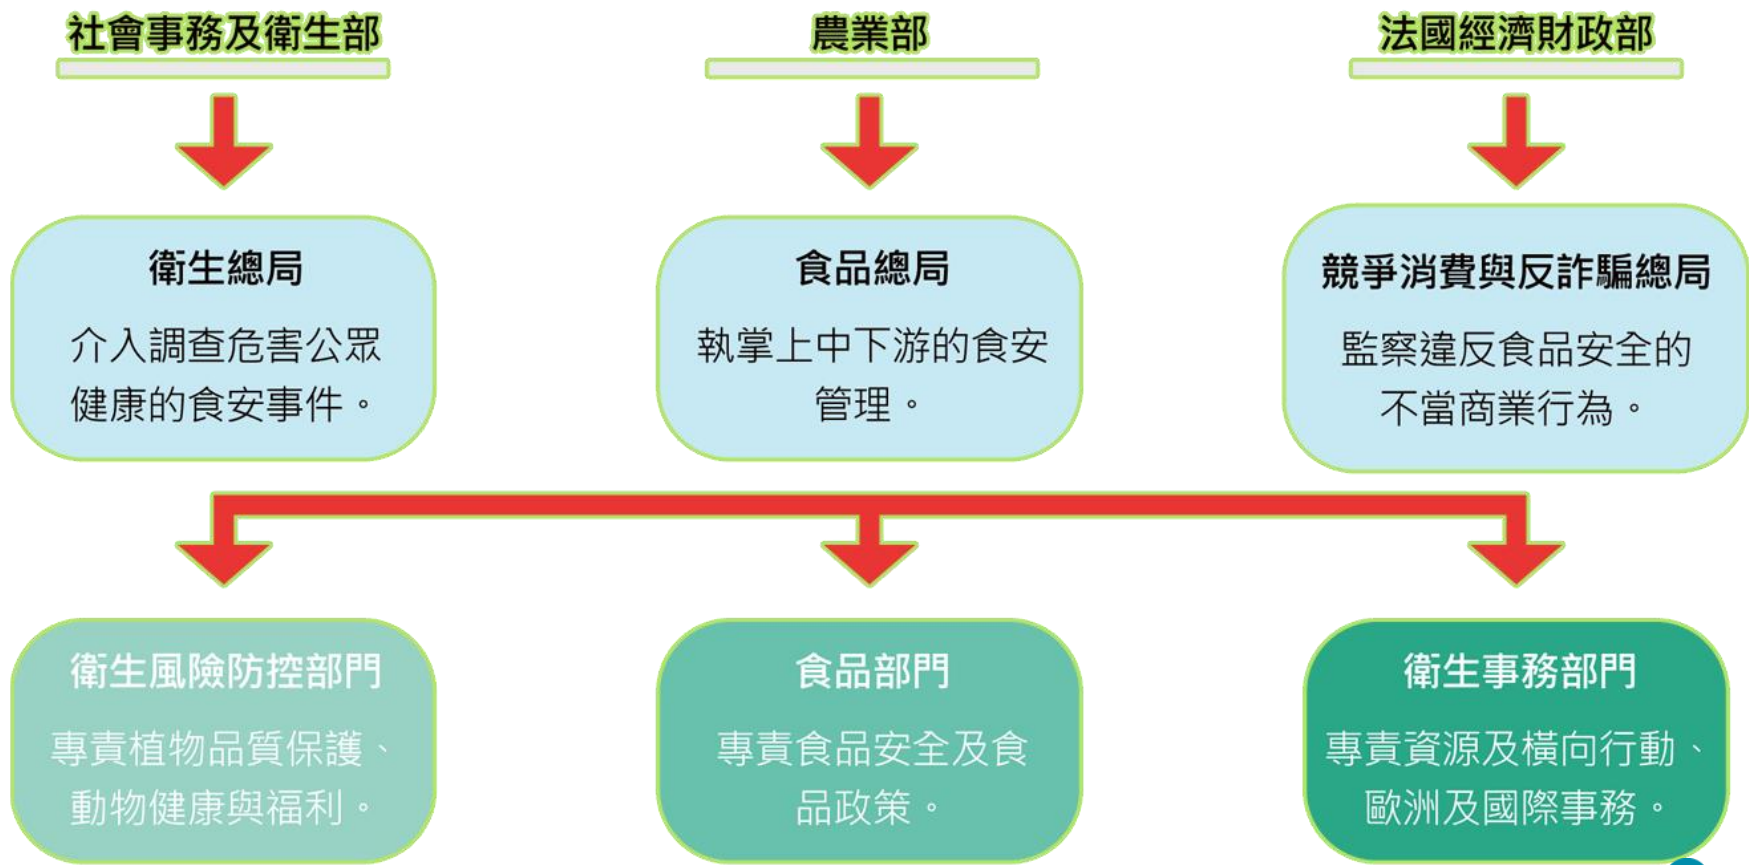 社會事務及衛生部
農業部
法國經濟財政部
衛生總局
介入調查危害公眾
健康的食安事件。
食品總局
執掌上中下游的食安
管理。
競爭消費與反詐騙總局
監察違反食品安全的
不當商業行為。
衛生風險防控部門
專責植物品質保護、
動物健康與福利。
食品部門
專責食品安全及食
品政策。
衛生事務部門
專責資源及橫向行動、
歐洲及國際事務。